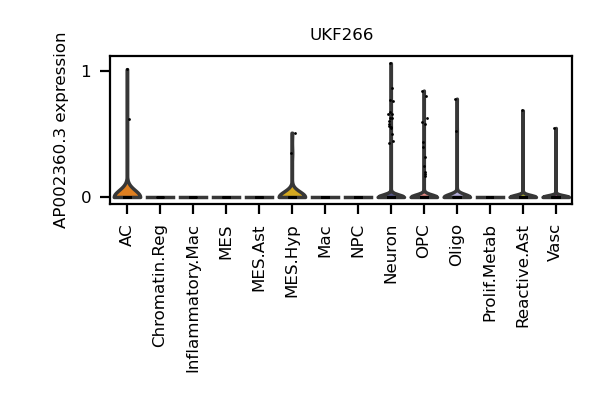 UKF266
AP002360.3 expression
1
0
AC
Chromatin.Reg
Inflammatory.Mac
MES
MES.Ast
MES.Hyp
Mac
NPC
Neuron
OPC
Oligo
Prolif.Metab
Reactive.Ast
Vasc